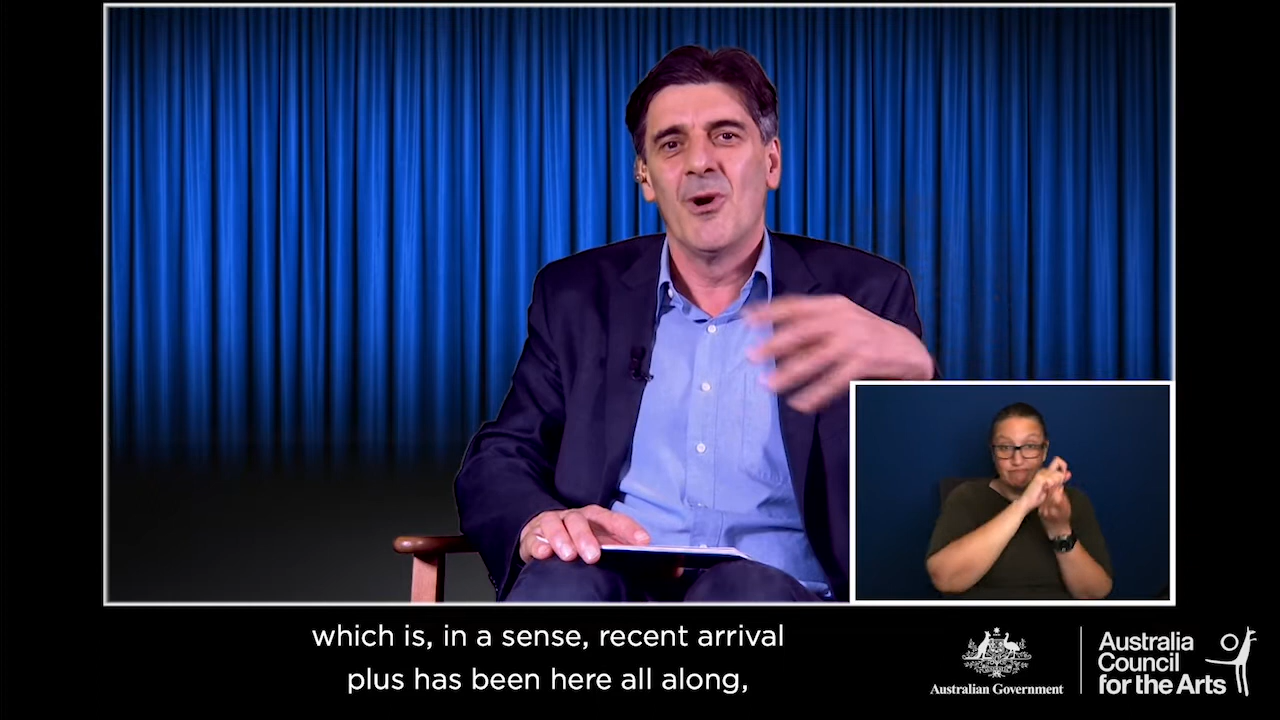 which is, in a sense, recent arrival
plus has been here all along,
Australian Government
Australia
Council
for the Arts